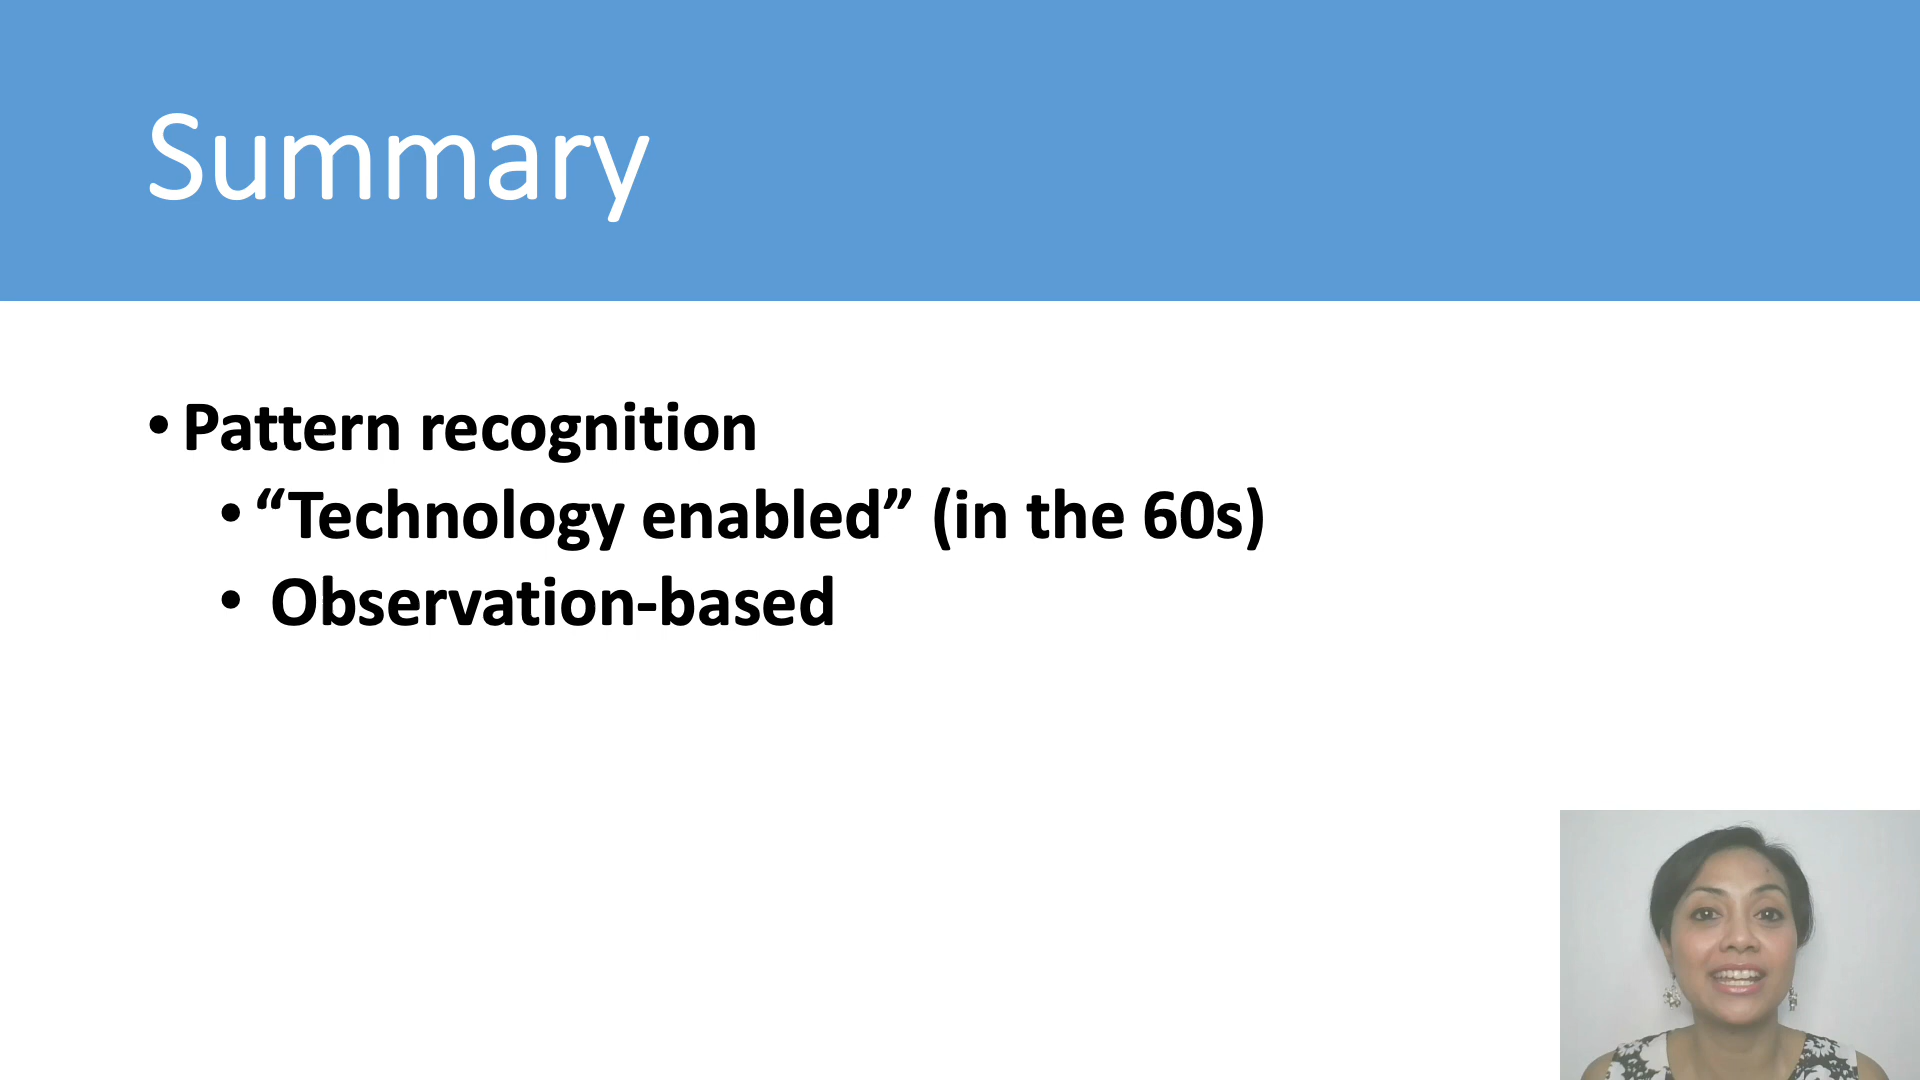 Summary
• Pattern recognition
• “Technology enabled” (in the 60s)
• Observation-based